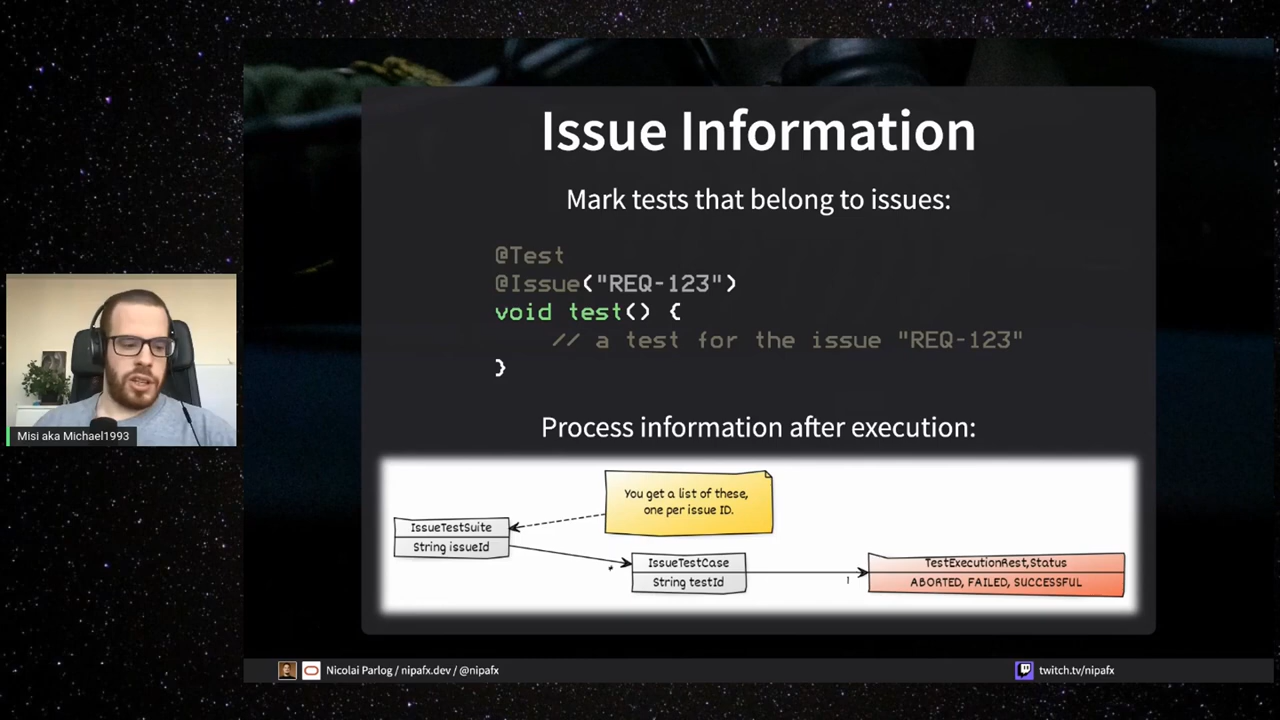 Issue Information
Mark tests that belong to issues:
@Test
@Issue("REQ-123")
void test() {
// a test for the issue "REQ-123"
}
Process information after execution:
You get a list of these,
one per issue ID.
IssueTestSuite
String issueId
IssueTestCase
String testId
*
1
TestExecutionRest,Status
ABORTED, FAILED, SUCCESSFUL
Misi aka Michael1993
Nicolai Parlog / nipafx.dev / @nipafx
twitch.tv/nipafx